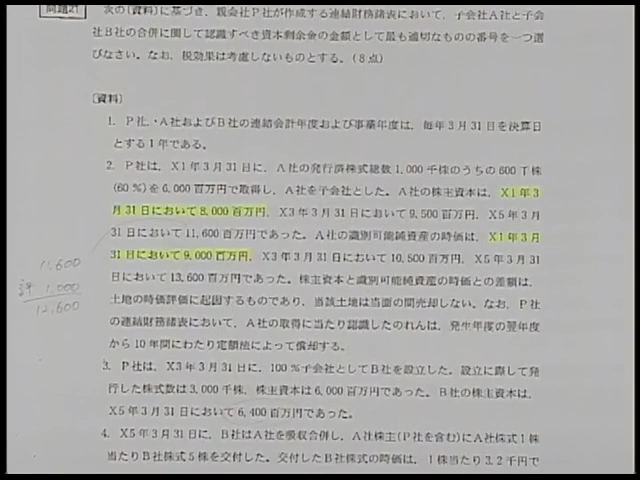 問題21
次の〔資料〕に基づき、親会社P社が作成する連結財務諸表において、子会社A社と子会
社B社の合併に関して認識すべき資本剰余金の金額として最も適切なものの番号を一つ選
びなさい。なお、税効果は考慮しないものとする。(8点)
〔資料〕
1. P社、A社およびB社の連結会計年度および事業年度は、毎年3月31日を決算日
とする1年である。
2. P社は、X1年3月31日に、A社の発行済株式総数1,000千株のうちの600千株
(60%)を6,000百万円で取得し、A社を子会社とした。A社の株主資本は、X1年3
月31日において8,000百万円、X3年3月31日において9,500百万円、X5年3月
31日において11,600百万円であった。A社の識別可能純資産の時価は、X1年3月
31日において9,000百万円、X3年3月31日において10,500百万円、X5年3月31
日において13,600百万円であった。株主資本と識別可能純資産の時価との差額は、
土地の時価評価に起因するものであり、当該土地は当面の間売却しない。なお、P社
の連結財務諸表において、A社の取得に当たり認識したのれんは、発生年度の翌年度
から10年間にわたり定額法によって償却する。
11,600
評 1,000
12,600
3. P社は、X3年3月31日に、100%子会社としてB社を設立した。設立に際して発
行した株式数は3,000千株、株主資本は6,000百万円であった。B社の株主資本は、
X5年3月31日において6,400百万円であった。
4. X5年3月31日に、B社はA社を吸収合併し、A社株主(P社を含む)にA社株式1株
当たりB社株式5株を交付した。交付したB社株式の時価は、1株当たり3.2千円で